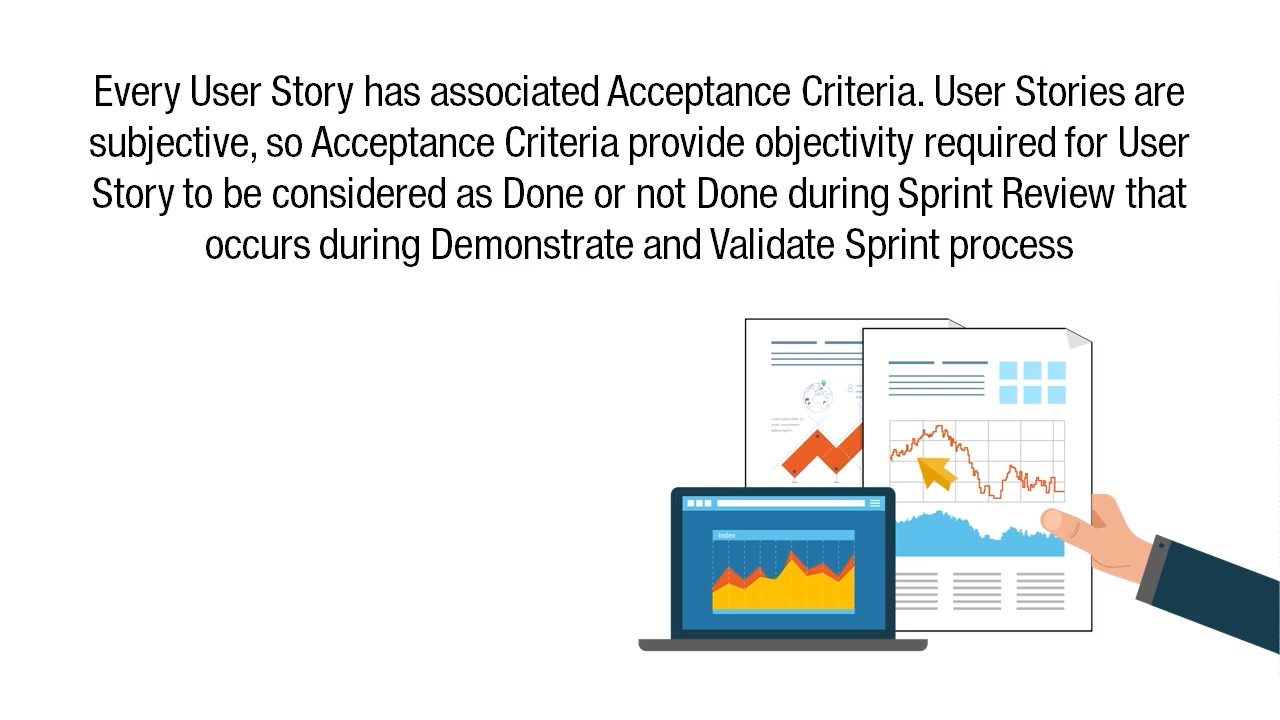 Every User Story has associated Acceptance Criteria. User Stories are
subjective, so Acceptance Criteria provide objectivity required for User
Story to be considered as Done or not Done during Sprint Review that
occurs during Demonstrate and Validate Sprint process
Index